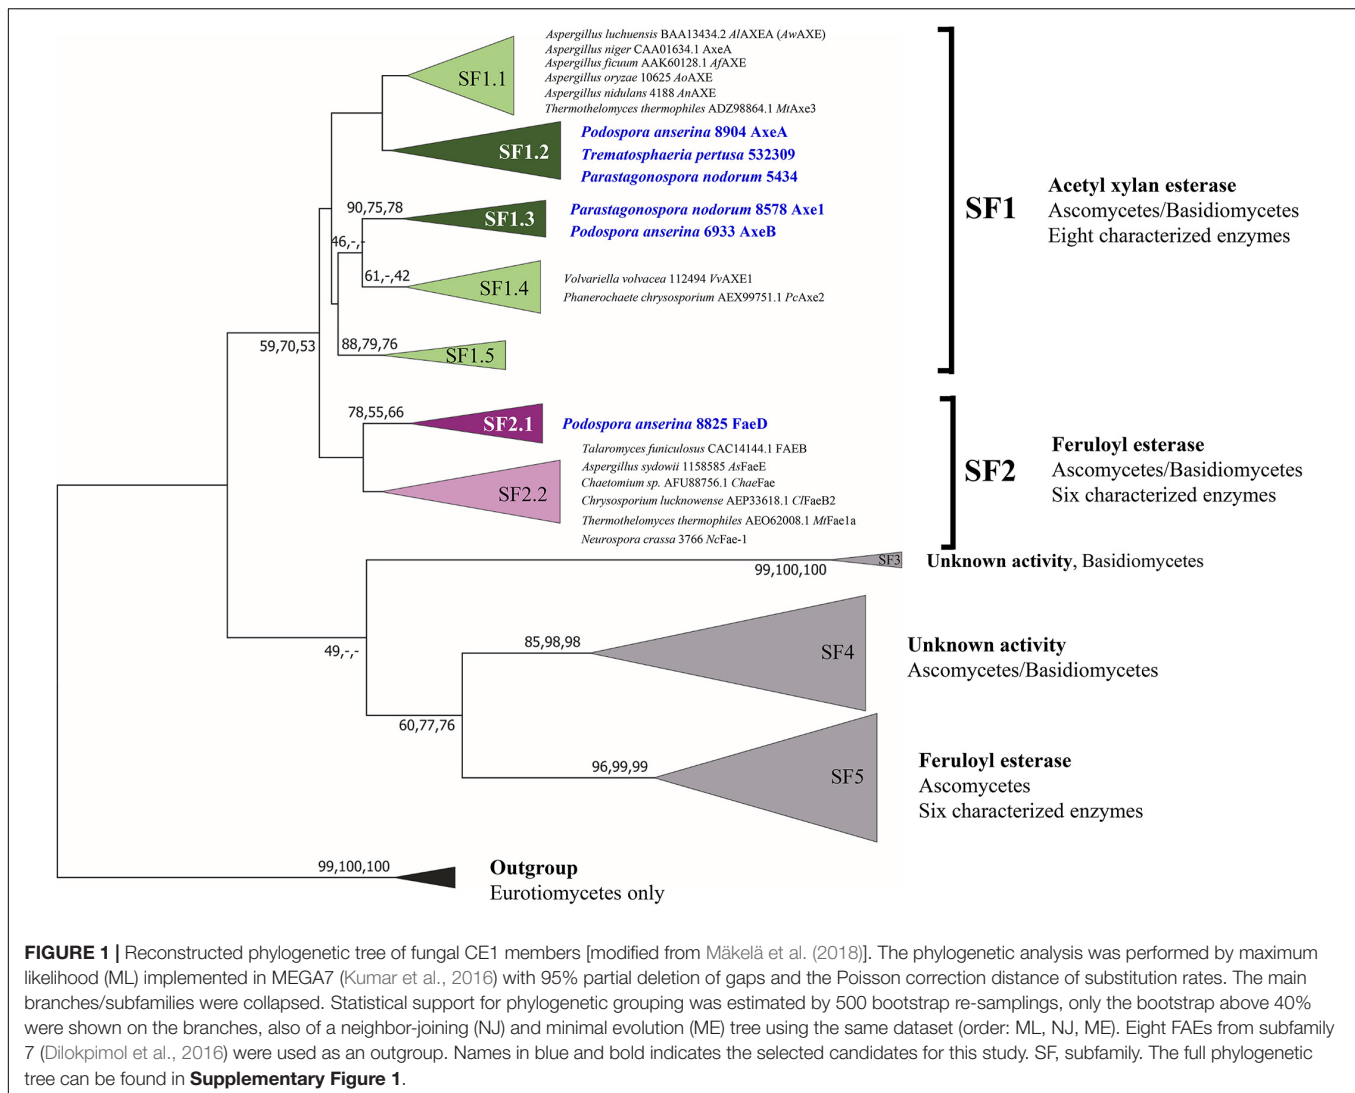 Aspergillus luchuensis BAA13434.2 AlAXEA (AwAXE)
Aspergillus niger CAA01634.1 AxeA
Aspergillus ficuum AAK60128.1 AfAXE
Aspergillus oryzae 10625 AoAXE
Aspergillus nidulans 4188 AnAXE
Thermothelomyces thermophiles ADZ98864.1 MtAxe3
SF1.1
Podospora anserina 8904 AxeA
Trematosphaeria pertusa 532309
Parastagonospora nodorum 5434
SF1.2
90,75,78
SF1.3
Parastagonospora nodorum 8578 Axe1
Podospora anserina 6933 AxeB
46,-,-
61,-,42
SF1.4
Volvariella volvacea 112494 VvAXE1
Phanerochaete chrysosporium AEX99751.1 PcAxe2
59,70,53
88,79,76
SF1.5
SF1
Acetyl xylan esterase
Ascomycetes/Basidiomycetes
Eight characterized enzymes
78,55,66
SF2.1
Podospora anserina 8825 FaeD
SF2.2
Talaromyces funiculosus CAC14144.1 FAEB
Aspergillus sydowii 1158585 AsFaeE
Chaetomium sp. AFU88756.1 ChaeFae
Chrysosporium lucknowense AEP33618.1 ClFaeB2
Thermothelomyces thermophiles AEO62008.1 MtFae1a
Neurospora crassa 3766 NcFae-1
SF2
Feruloyl esterase
Ascomycetes/Basidiomycetes
Six characterized enzymes
99,100,100
SF3
Unknown activity, Basidiomycetes
49,-,-
85,98,98
SF4
Unknown activity
Ascomycetes/Basidiomycetes
60,77,76
96,99,99
SF5
Feruloyl esterase
Ascomycetes
Six characterized enzymes
99,100,100
Outgroup
Eurotiomycetes only
FIGURE 1 | Reconstructed phylogenetic tree of fungal CE1 members [modified from Mäkelä et al. (2018)]. The phylogenetic analysis was performed by maximum
likelihood (ML) implemented in MEGA7 (Kumar et al., 2016) with 95% partial deletion of gaps and the Poisson correction distance of substitution rates. The main
branches/subfamilies were collapsed. Statistical support for phylogenetic grouping was estimated by 500 bootstrap re-samplings, only the bootstrap above 40%
were shown on the branches, also of a neighbor-joining (NJ) and minimal evolution (ME) tree using the same dataset (order: ML, NJ, ME). Eight FAEs from subfamily
7 (Dilokpimol et al., 2016) were used as an outgroup. Names in blue and bold indicates the selected candidates for this study. SF, subfamily. The full phylogenetic
tree can be found in Supplementary Figure 1.